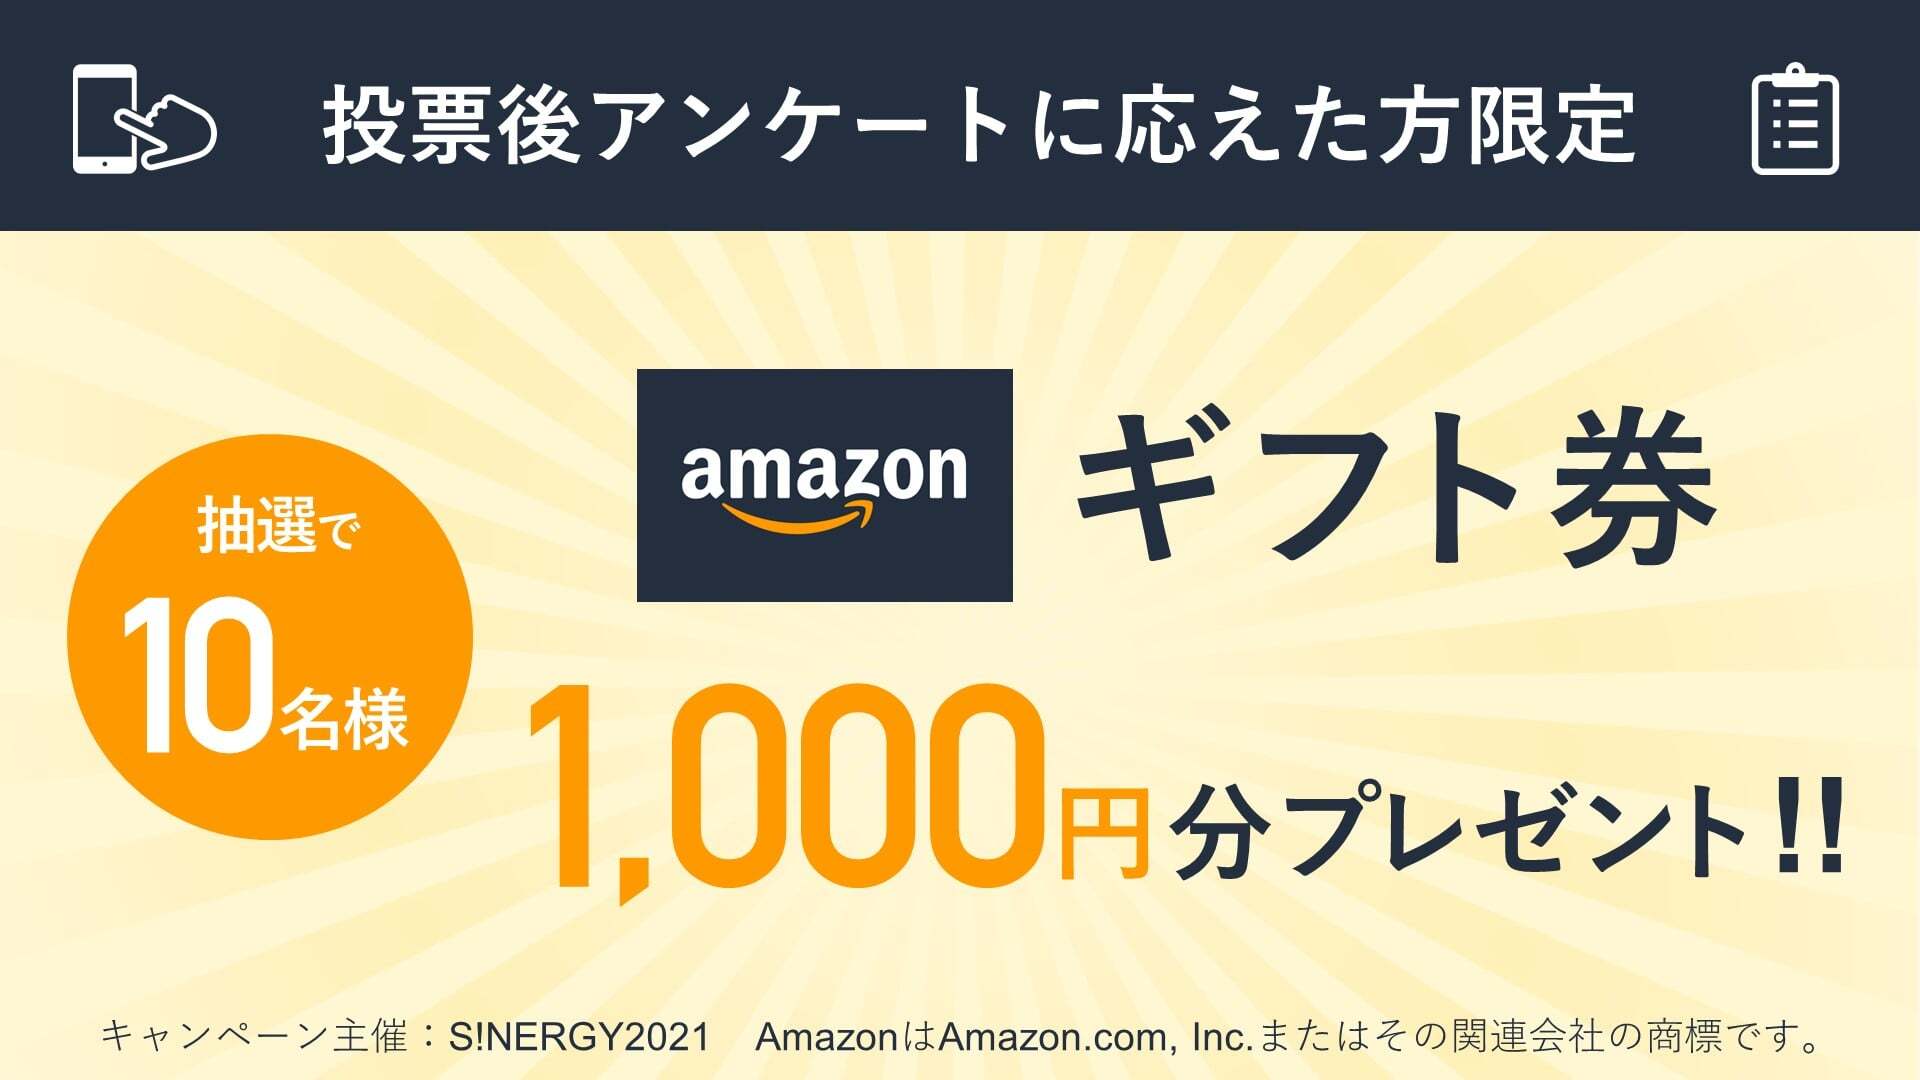 投票後アンケートに応えた方限定
抽選で
10名様
amazon ギフト券
1,000円分プレゼント!!
キャンペーン主催：S!NERGY2021　AmazonはAmazon.com, Inc.またはその関連会社の商標です。